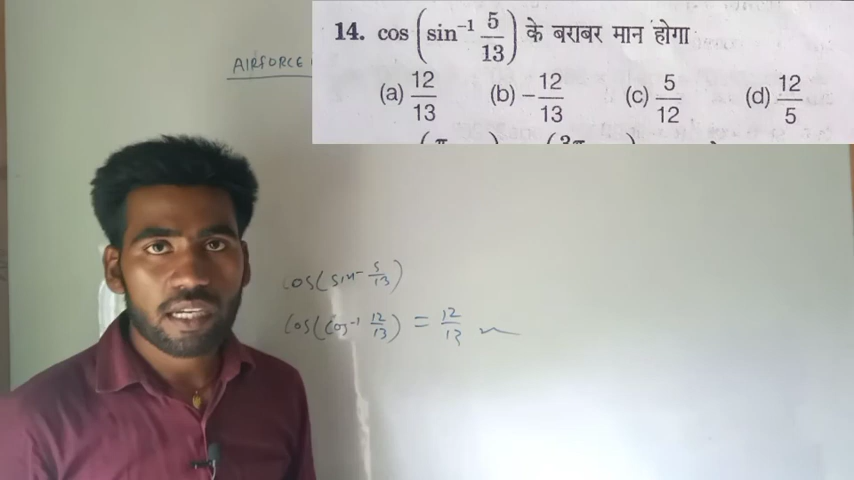 14. cos (sin⁻¹ 5/13) के बराबर मान होगा
(a) 12/13 (b) -12/13 (c) 5/12 (d) 12/5
AIRFORCE
cos(sin⁻ 5/13)
cos(cos⁻¹ 12/13) = 12/13